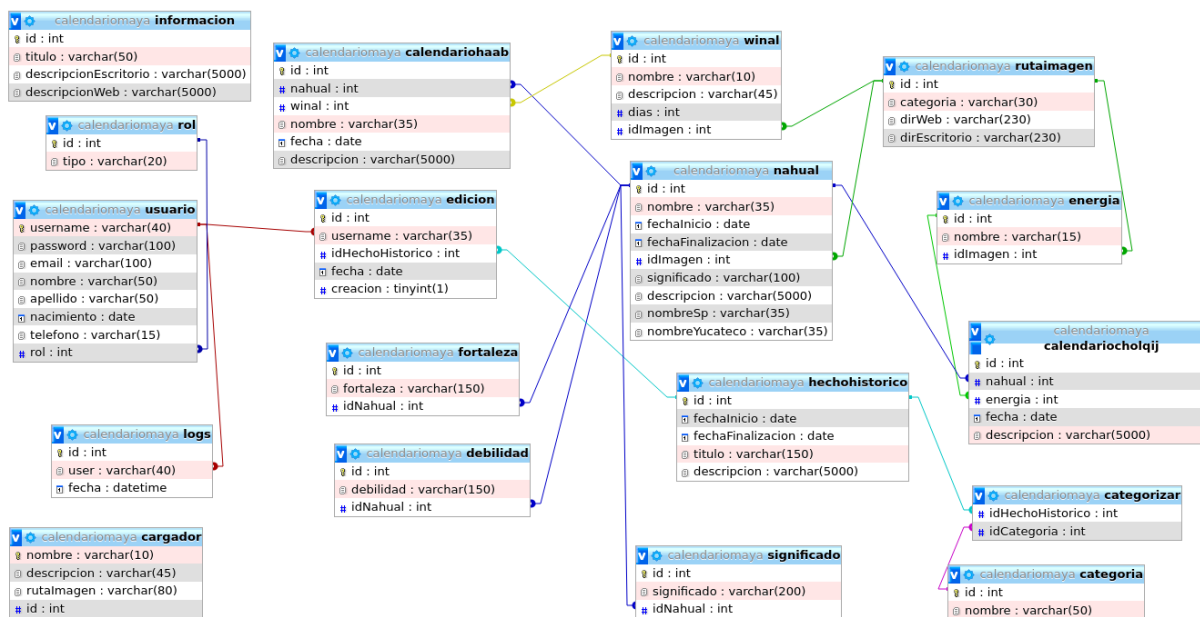 calendariomaya informacion
id : int
titulo : varchar(50)
descripcionEscritorio : varchar(5000)
descripcionWeb : varchar(5000)
calendariomaya rol
id : int
tipo : varchar(20)
calendariomaya usuario
username : varchar(40)
password : varchar(100)
email : varchar(100)
nombre : varchar(50)
apellido : varchar(50)
nacimiento : date
telefono : varchar(15)
rol : int
calendariomaya logs
id : int
user : varchar(40)
fecha : datetime
calendariomaya cargador
nombre : varchar(10)
descripcion : varchar(45)
rutaImagen : varchar(80)
id : int
calendariomaya calendariohaab
id : int
nahual : int
winal : int
nombre : varchar(35)
fecha : date
descripcion : varchar(5000)
calendariomaya edicion
id : int
username : varchar(35)
idHechoHistorico : int
fecha : date
creacion : tinyint(1)
calendariomaya fortaleza
id : int
fortaleza : varchar(150)
idNahual : int
calendariomaya debilidad
id : int
debilidad : varchar(150)
idNahual : int
calendariomaya winal
id : int
nombre : varchar(10)
descripcion : varchar(45)
dias : int
idImagen : int
calendariomaya nahual
id : int
nombre : varchar(35)
fechaInicio : date
fechaFinalizacion : date
idImagen : int
significado : varchar(100)
descripcion : varchar(5000)
nombreSp : varchar(35)
nombreYucateco : varchar(35)
calendariomaya hechohistorico
id : int
fechaInicio : date
fechaFinalizacion : date
titulo : varchar(150)
descripcion : varchar(5000)
calendariomaya significado
id : int
significado : varchar(200)
idNahual : int
calendariomaya rutaimagen
id : int
categoria : varchar(30)
dirWeb : varchar(230)
dirEscritorio : varchar(230)
calendariomaya energia
id : int
nombre : varchar(15)
idImagen : int
calendariomaya
calendariocholqij
id : int
nahual : int
energia : int
fecha : date
descripcion : varchar(5000)
calendariomaya categorizar
idHechoHistorico : int
idCategoria : int
calendariomaya categoria
id : int
nombre : varchar(50)